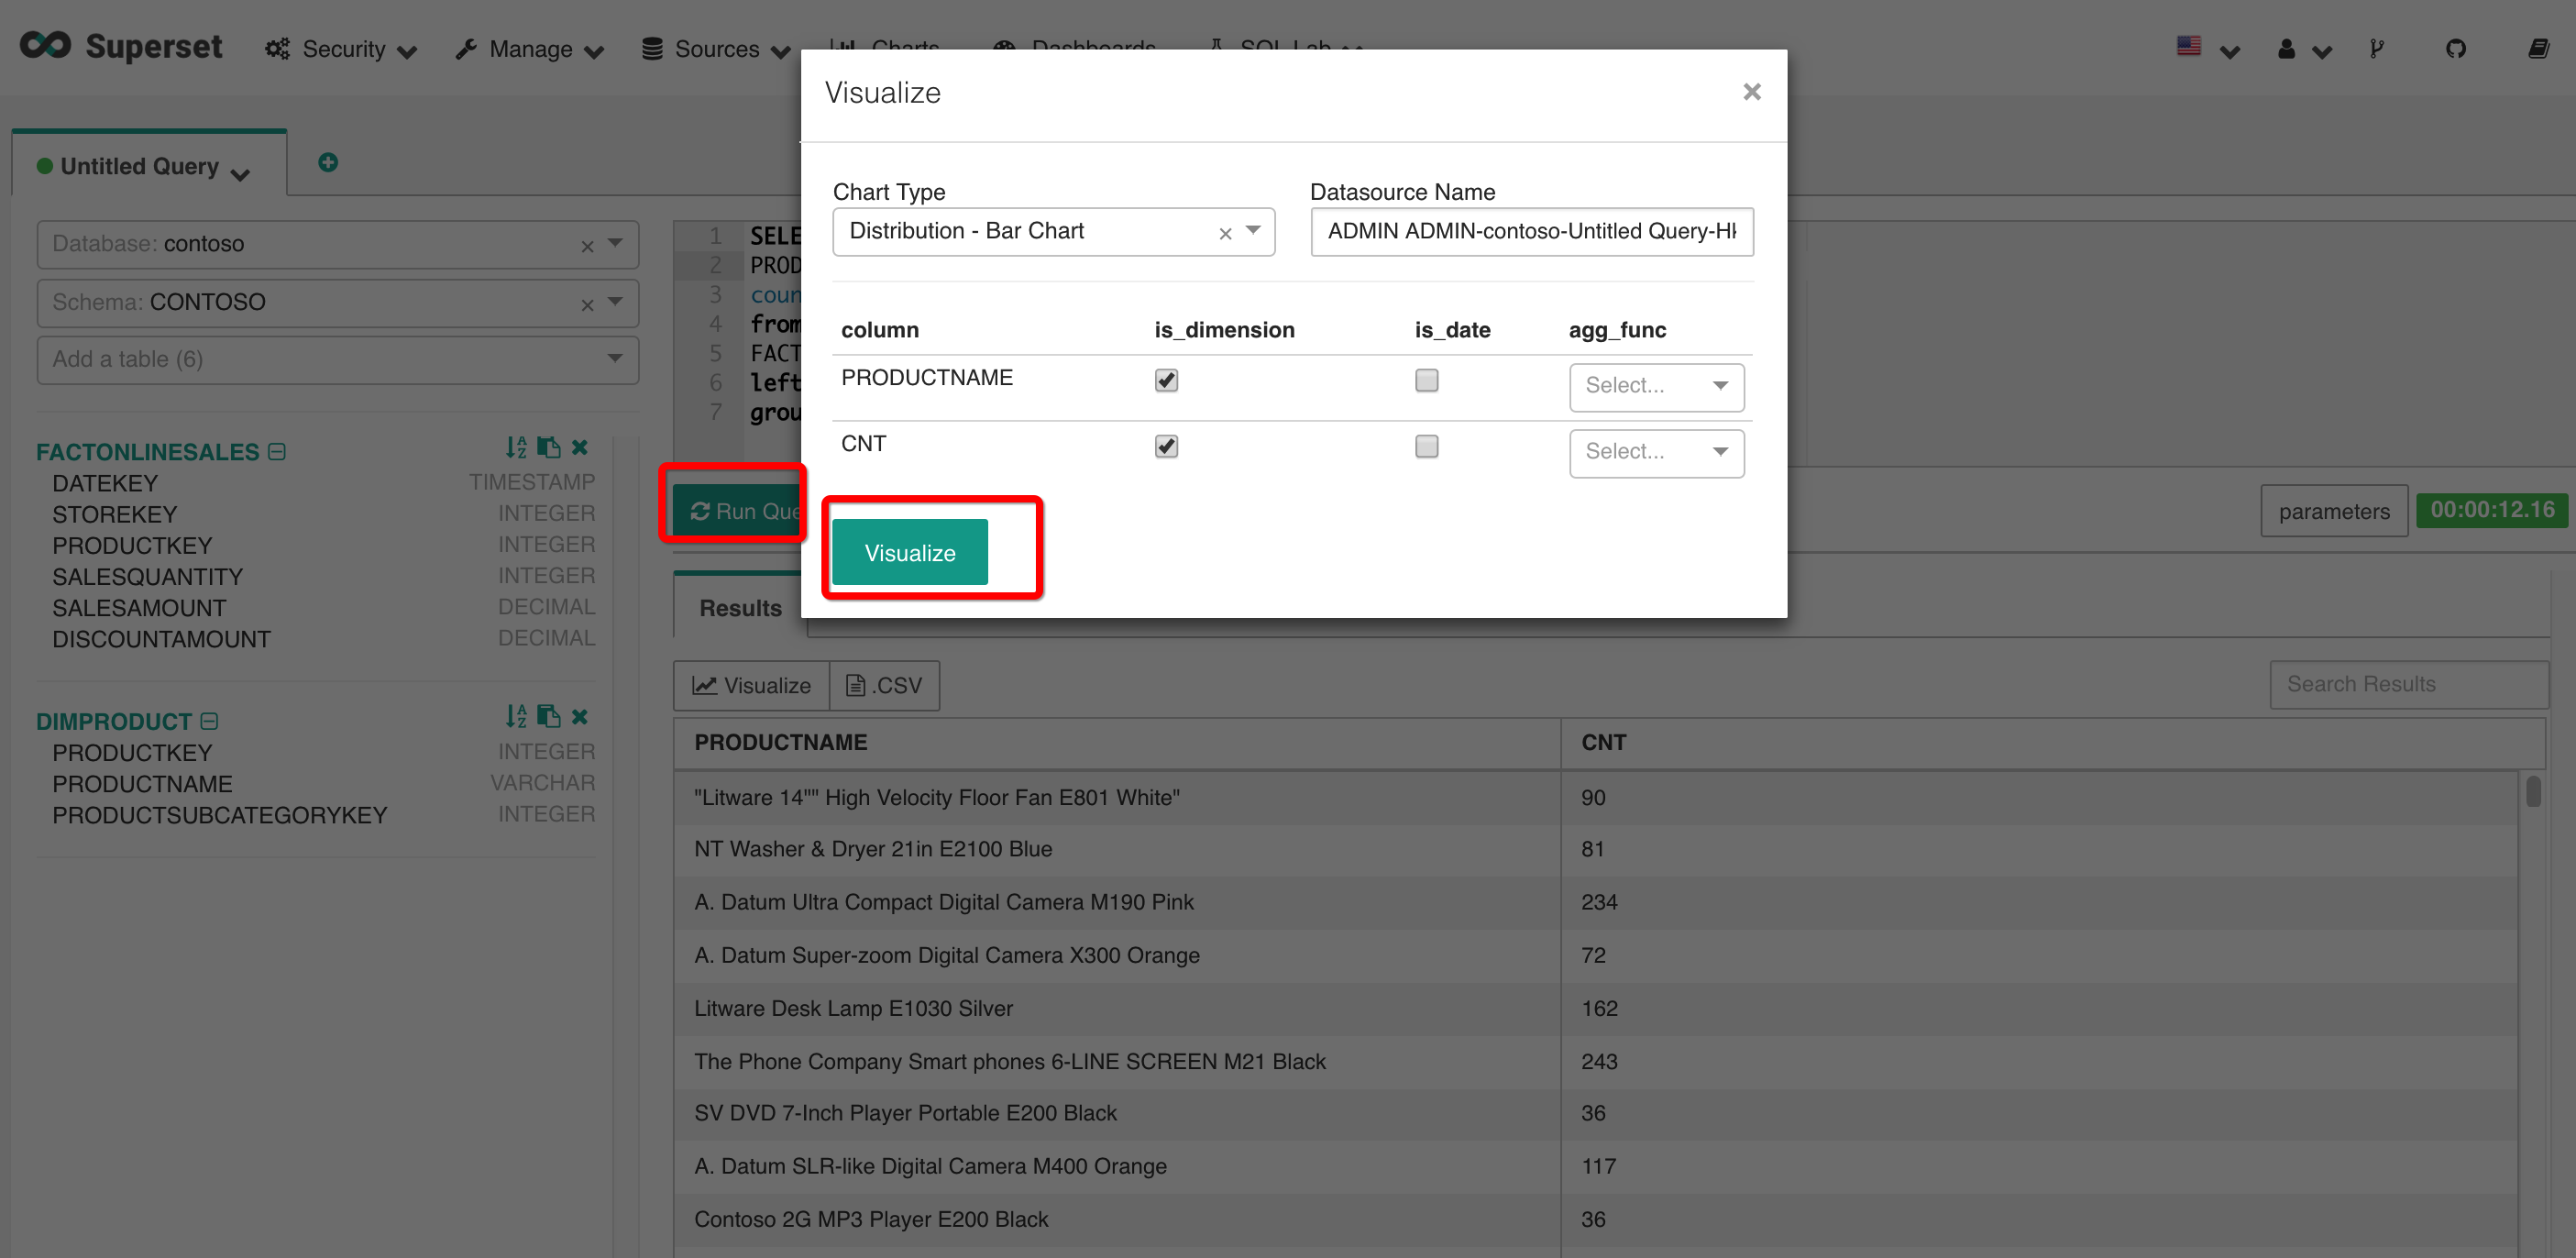 Superset
Security
Manage
Sources
Charts
Dashboards
SQL Lab
Visualize
×
Chart Type
Distribution - Bar Chart
Datasource Name
ADMIN ADMIN-contoso-Untitled Query-Hk
column is_dimension is_date agg_func
PRODUCTNAME Select...
CNT Select...
Visualize
Untitled Query
Database: contoso
Schema: CONTOSO
Add a table (6)
FACTONLINESALES
DATEKEY TIMESTAMP
STOREKEY INTEGER
PRODUCTKEY INTEGER
SALESQUANTITY INTEGER
SALESAMOUNT DECIMAL
DISCOUNTAMOUNT DECIMAL
DIMPRODUCT
PRODUCTKEY INTEGER
PRODUCTNAME VARCHAR
PRODUCTSUBCATEGORYKEY INTEGER
1 SELE
2 PROD
3 coun
4 from
5 FACT
6 left
7 grou
Run Que
parameters
00:00:12.16
Results
Visualize
.CSV
Search Results
PRODUCTNAME CNT
"Litware 14"" High Velocity Floor Fan E801 White" 90
NT Washer & Dryer 21in E2100 Blue 81
A. Datum Ultra Compact Digital Camera M190 Pink 234
A. Datum Super-zoom Digital Camera X300 Orange 72
Litware Desk Lamp E1030 Silver 162
The Phone Company Smart phones 6-LINE SCREEN M21 Black 243
SV DVD 7-Inch Player Portable E200 Black 36
A. Datum SLR-like Digital Camera M400 Orange 117
Contoso 2G MP3 Player E200 Black 36